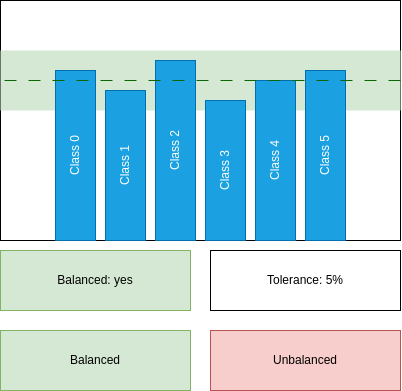 Class 0
Class 1
Class 2
Class 3
Class 4
Class 5
Balanced: yes
Tolerance: 5%
Balanced
Unbalanced